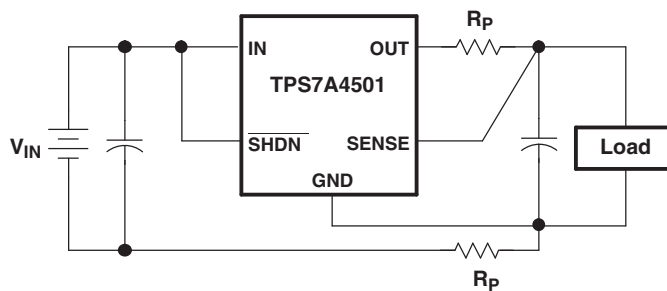 R_P
IN
OUT
TPS7A4501
V_IN
SHDN
SENSE
Load
GND
R_P